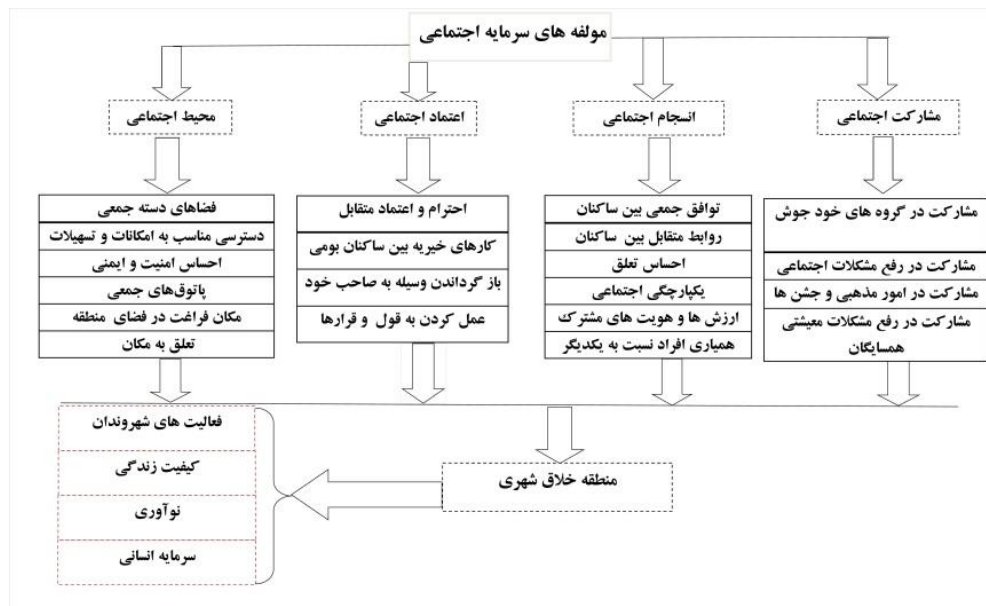 مولفه های سرمایه اجتماعی
مشارکت اجتماعی
انسجام اجتماعی
اعتماد اجتماعی
محیط اجتماعی
مشارکت در گروه های خود جوش
مشارکت در رفع مشکلات اجتماعی
مشارکت در امور مذهبی و جشن ها
مشارکت در رفع مشکلات معیشتی
همسایگان
توافق جمعی بین ساکنان
روابط متقابل بین ساکنان
احساس تعلق
یکپارچگی اجتماعی
ارزش ها و هویت های مشترک
همیاری افراد نسبت به یکدیگر
احترام و اعتماد متقابل
کارهای خیریه بین ساکنان بومی
باز گرداندن وسیله به صاحب خود
عمل کردن به قول و قرارها
فضاهای دسته جمعی
دسترسی مناسب به امکانات و تسهیلات
احساس امنیت و ایمنی
پاتوق‌های جمعی
مکان فراغت در فضای منطقه
تعلق به مکان
منطقه خلاق شهری
فعالیت های شهروندان
کیفیت زندگی
نوآوری
سرمایه انسانی